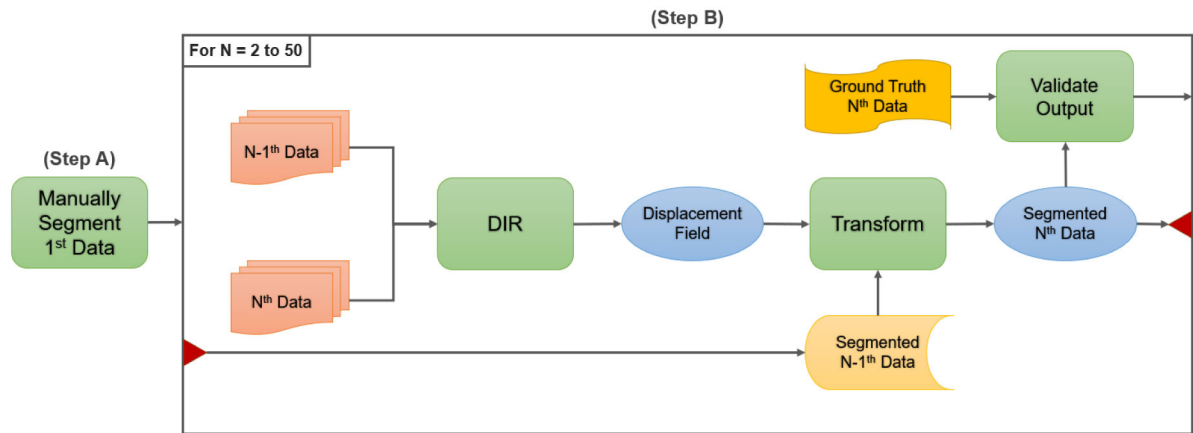 (Step B)
For N = 2 to 50
Ground Truth
Nᵗʰ Data
Validate
Output
N-1ᵗʰ Data
(Step A)
Manually
Segment
1ˢᵗ Data
DIR
Displacement
Field
Transform
Segmented
Nᵗʰ Data
Nᵗʰ Data
Segmented
N-1ᵗʰ Data